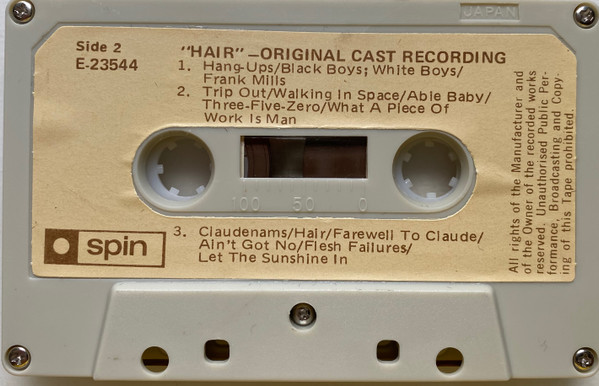 JAPAN
Side 2
E-23544
"HAIR"—ORIGINAL CAST RECORDING
1. Hang-Ups/Black Boys; White Boys/
Frank Mills
2. Trip Out/Walking In Space/Able Baby/
Three-Five-Zero/What A Piece Of
Work Is Man
100 50 0
3. Claudenams/Hair/Farewell To Claude/
Ain't Got No/Flesh Failures/
Let The Sunshine In
spin
All rights of the Manufacturer and
of the Owner of the recorded works
reserved. Unauthorised Public Per-
formance, Broadcasting and Copy-
ing of this Tape prohibited.